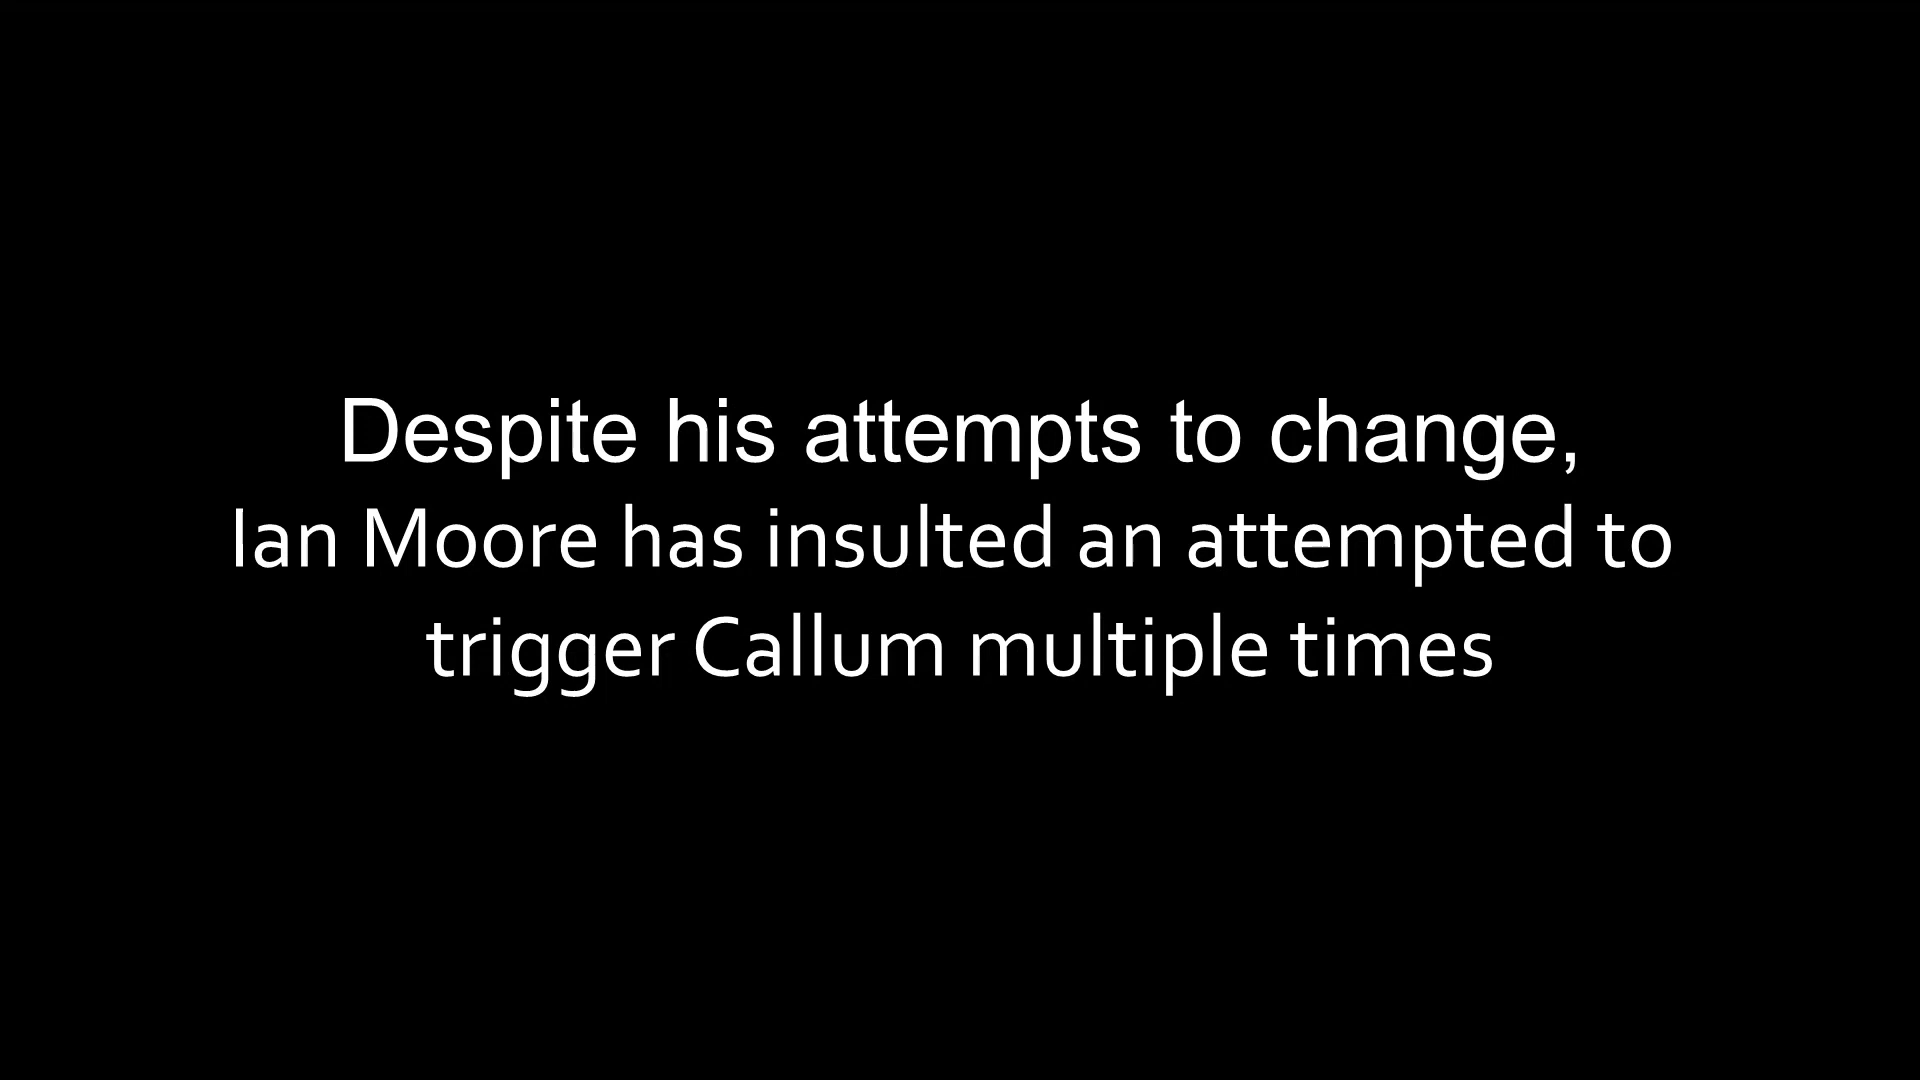 Despite his attempts to change,
Ian Moore has insulted an attempted to
trigger Callum multiple times